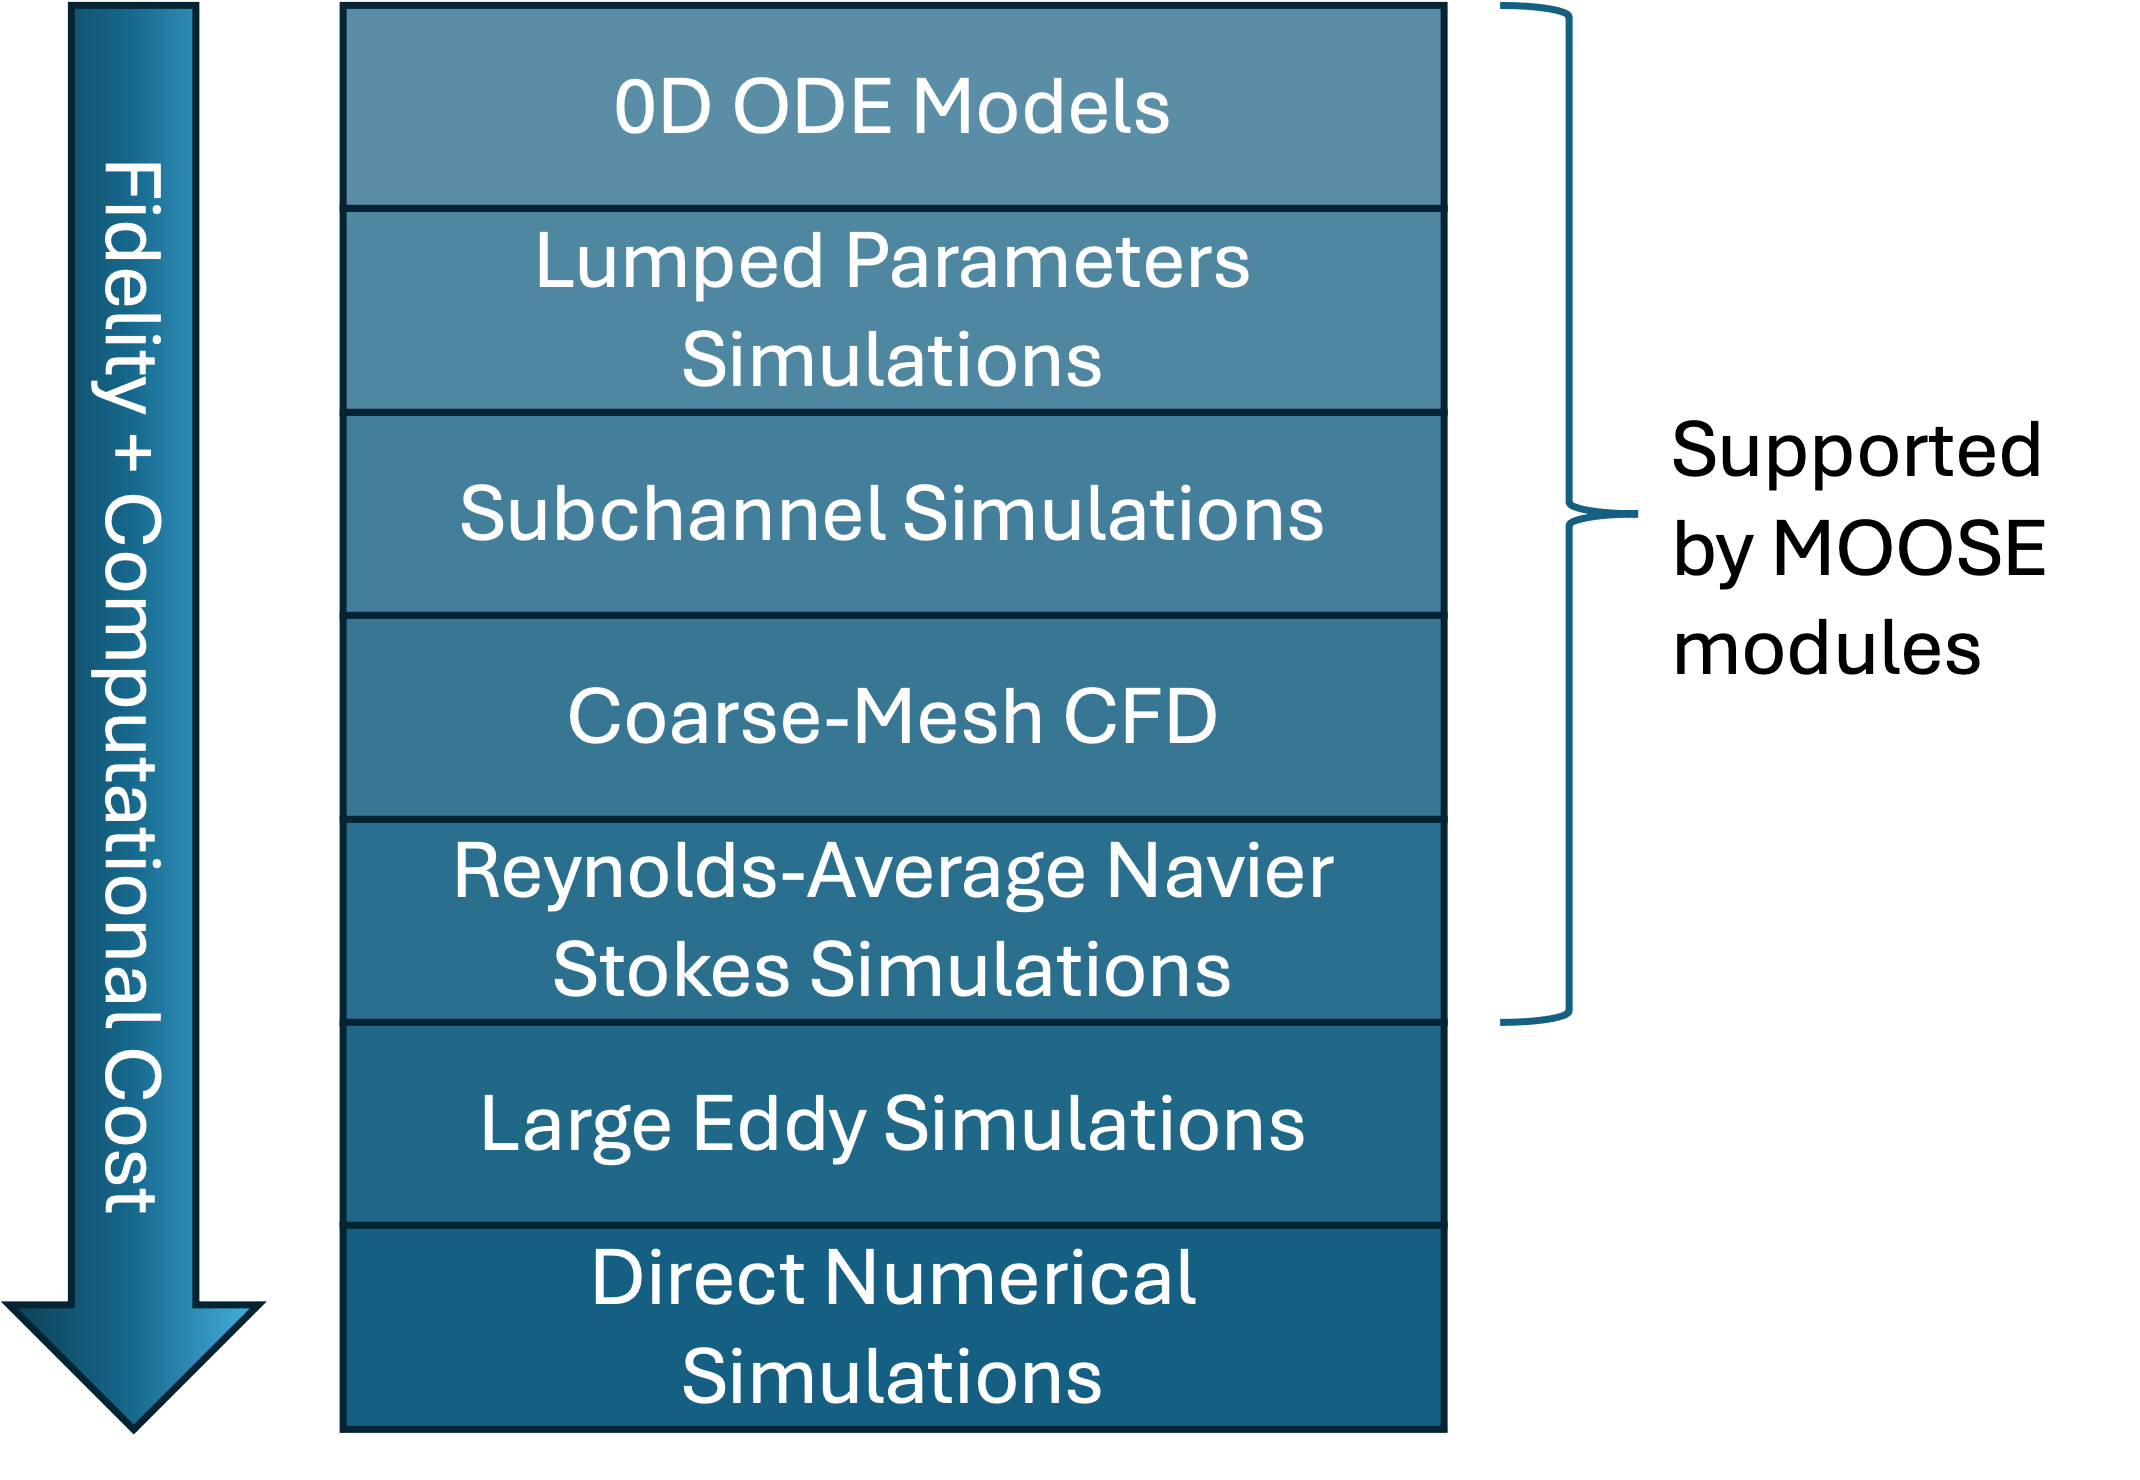 Fidelity + Computational Cost
0D ODE Models
Lumped Parameters
Simulations
Subchannel Simulations
Coarse-Mesh CFD
Reynolds-Average Navier
Stokes Simulations
Large Eddy Simulations
Direct Numerical
Simulations
Supported
by MOOSE
modules